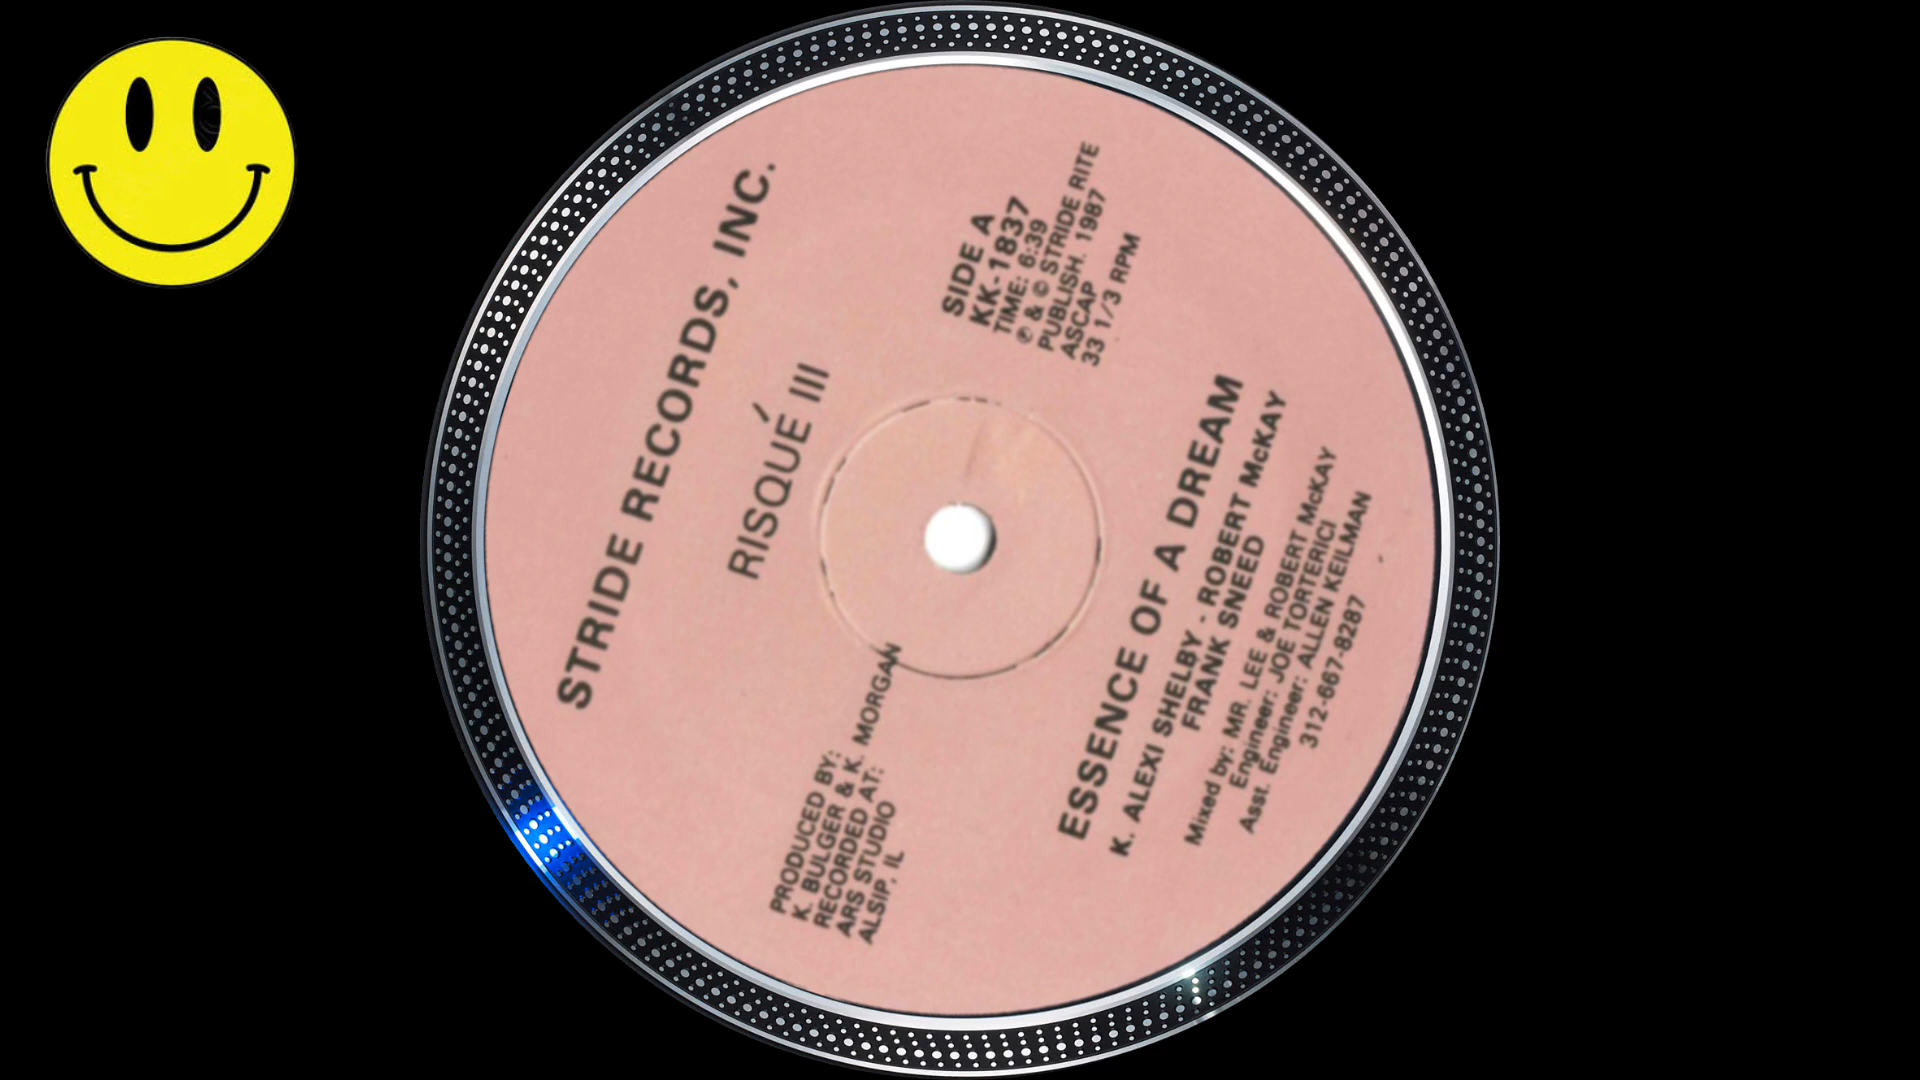 STRIDE RECORDS, INC.
RISQUÉ III
PRODUCED BY:
K. BULGER & K. MORGAN
RECORDED AT:
ARS STUDIO
ALSIP, IL
SIDE A
KK-1837
TIME: 6:39
℗ & © STRIDE RITE
PUBLISH. 1987
ASCAP
33 1/3 RPM
ESSENCE OF A DREAM
K. ALEXI SHELBY - ROBERT McKAY
FRANK SNEED
Mixed by: MR. LEE & ROBERT McKAY
Engineer: JOE TORTERICI
Asst. Engineer: ALLEN KEILMAN
312-667-8287